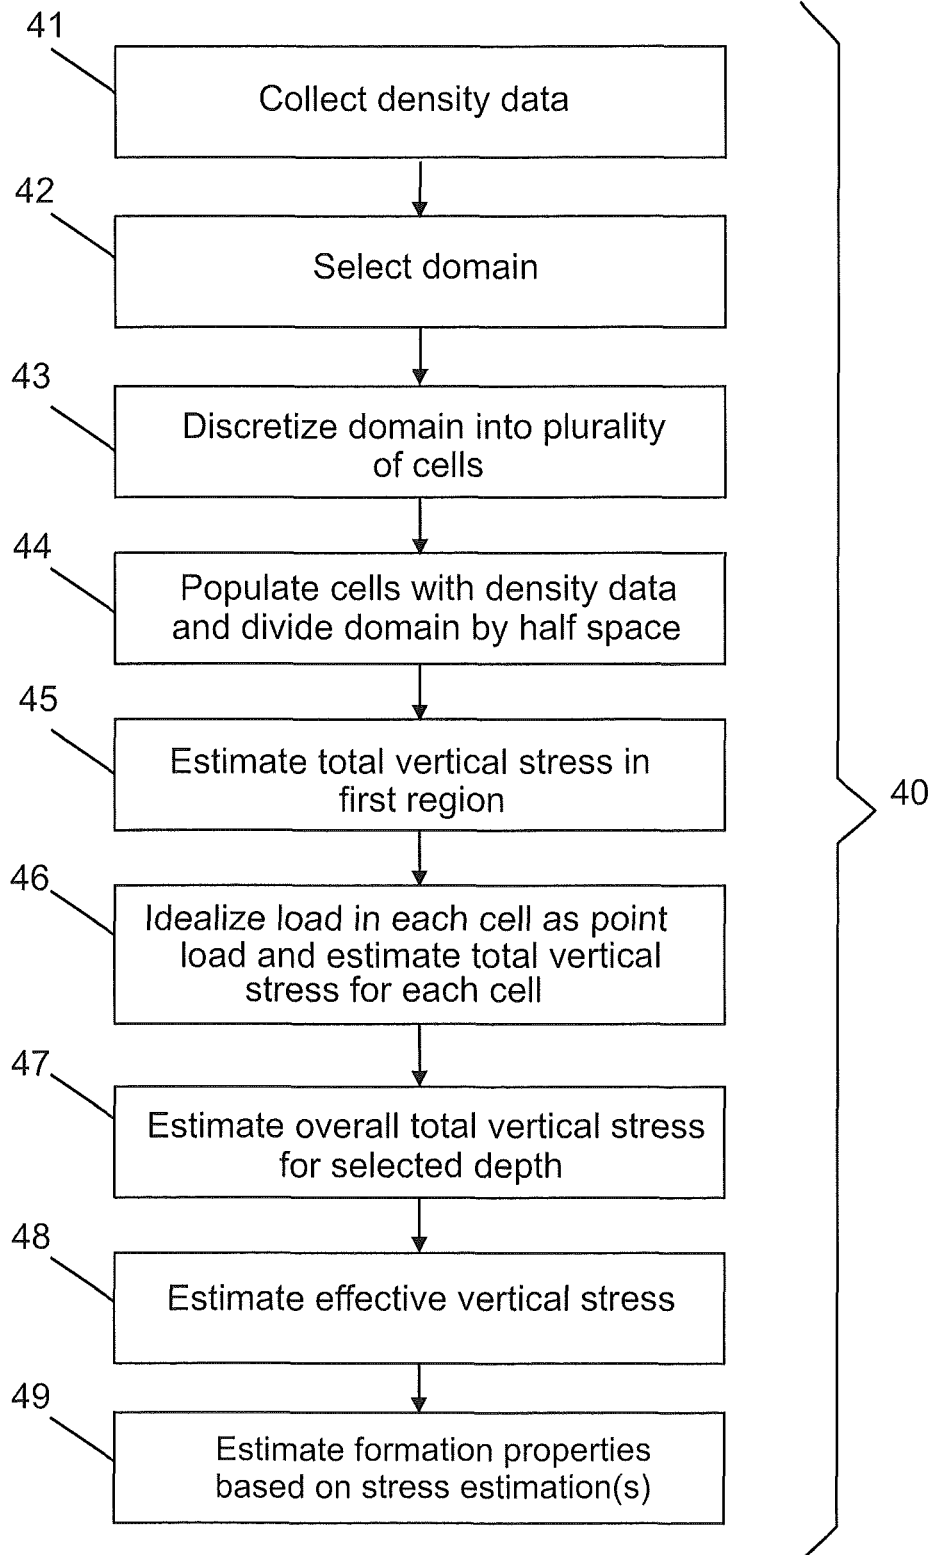 41
Collect density data
42
Select domain
43
Discretize domain into plurality
of cells
44
Populate cells with density data
and divide domain by half space
45
Estimate total vertical stress in
first region
40
46
Idealize load in each cell as point
load and estimate total vertical
stress for each cell
47
Estimate overall total vertical stress
for selected depth
48
Estimate effective vertical stress
49
Estimate formation properties
based on stress estimation(s)